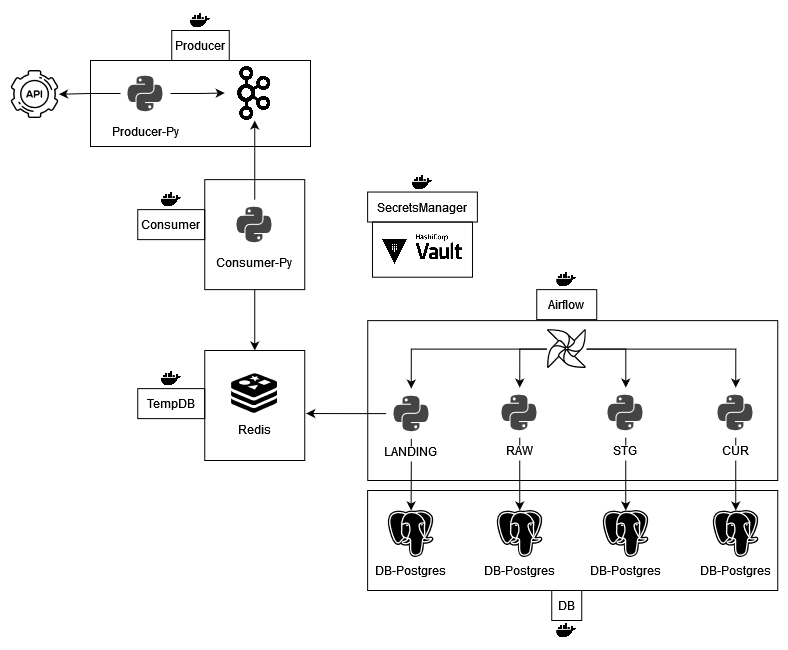 Producer
API
Producer-Py
Consumer
Consumer-Py
SecretsManager
HashiCorp
Vault
Airflow
TempDB
Redis
LANDING
RAW
STG
CUR
DB-Postgres
DB-Postgres
DB-Postgres
DB-Postgres
DB